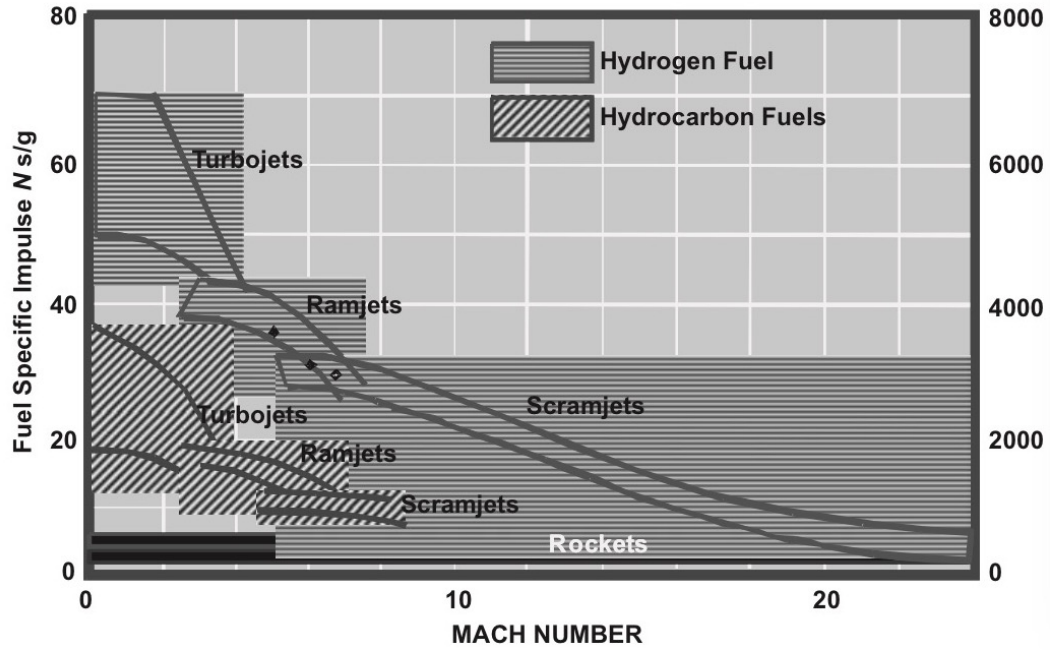 80
8000
Hydrogen Fuel
Hydrocarbon Fuels
Turbojets
60
6000
Fuel Specific Impulse N s/g
Ramjets
40
4000
Scramjets
Turbojets
20
2000
Ramjets
Scramjets
Rockets
0
0
0
10
20
MACH NUMBER